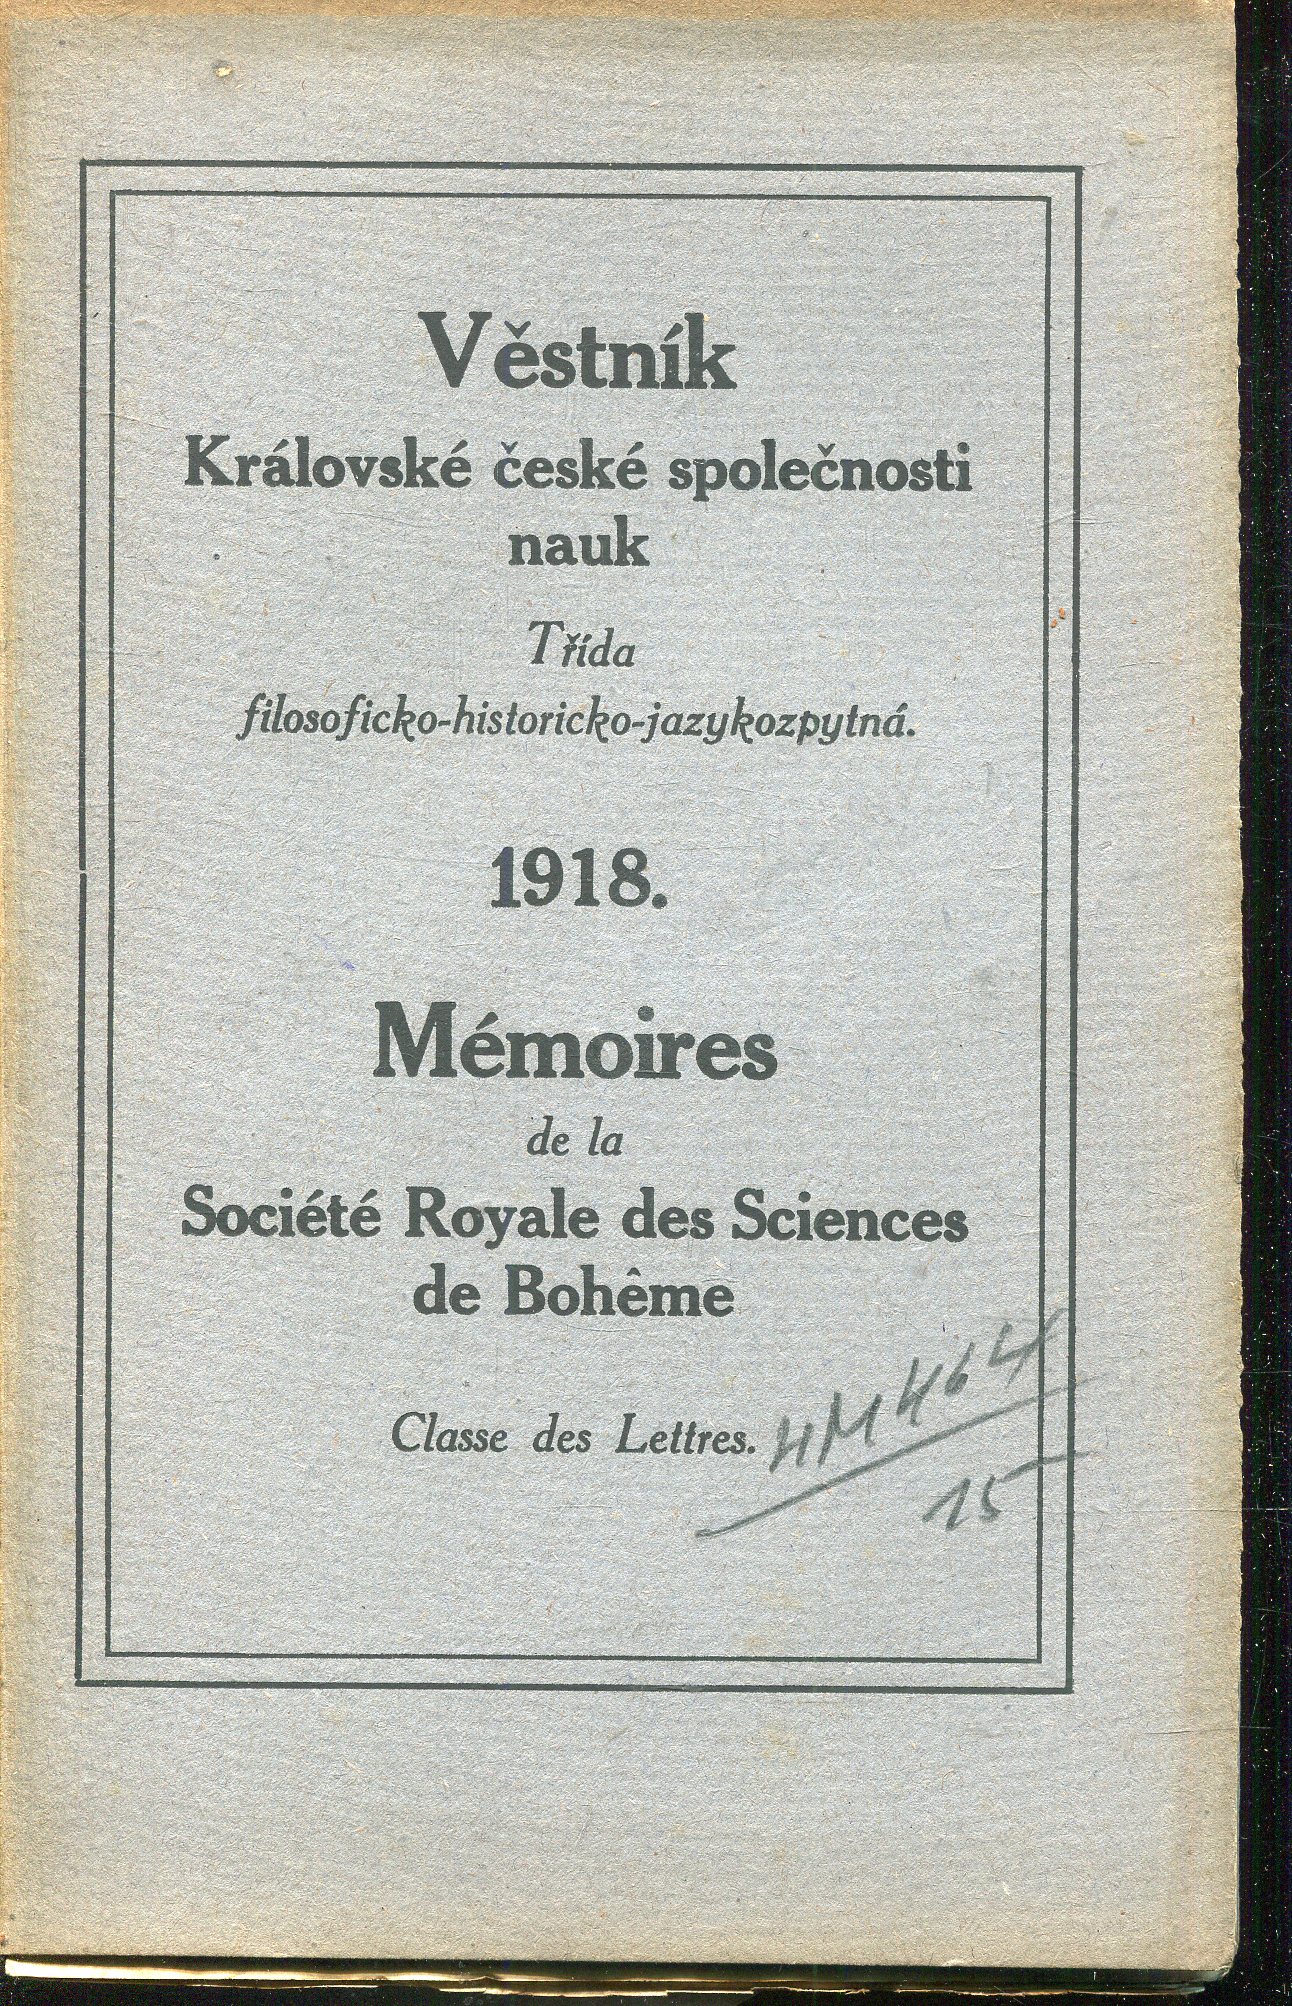 Věstník
Královské české společnosti
nauk
Třída
filosoficko-historicko-jazykozpytná.
1918.
Mémoires
de la
Société Royale des Sciences
de Bohême
Classe des Lettres.
15